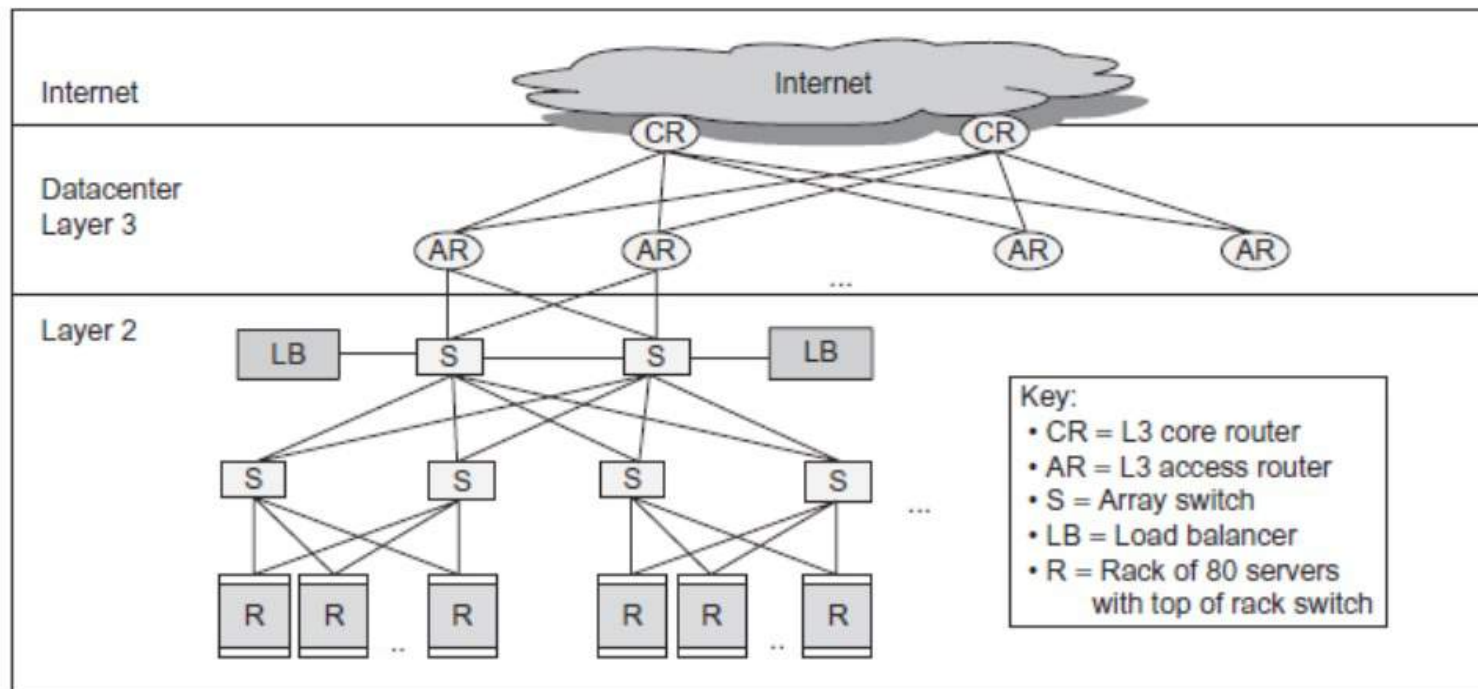 Internet
Internet
CR CR
Datacenter
Layer 3
AR AR AR AR
...
Layer 2
LB S S LB
S S S S
...
R R R R R R
.. ..
Key:
• CR = L3 core router
• AR = L3 access router
• S = Array switch
• LB = Load balancer
• R = Rack of 80 servers
with top of rack switch